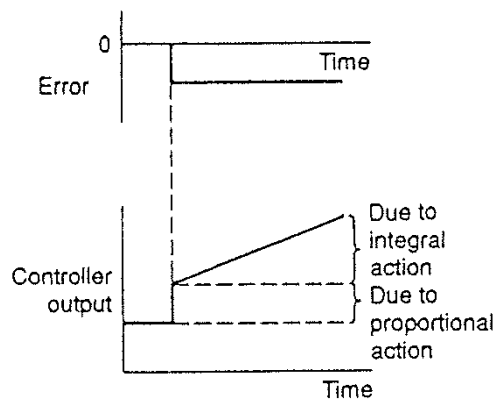 0
Time
Error
Due to
integral
action
Controller
output
Due to
proportional
action
Time